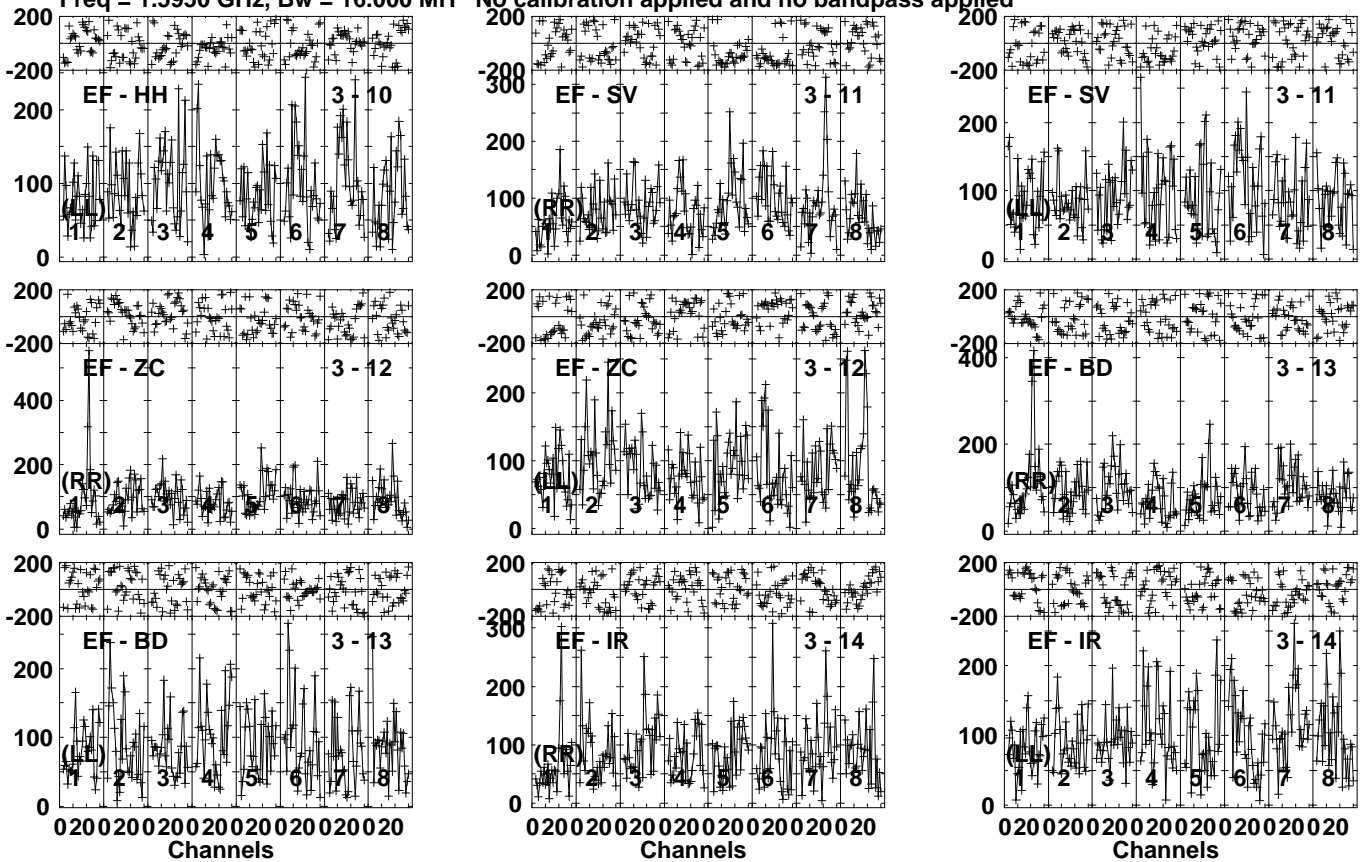 Freq = 1.5950 GHz, Bw = 16.000 MH No calibration applied and no bandpass applied
200 200 200
-200 -200 -200
EF - HH 3 - 10 EF - SV 3 - 11 EF - SV 3 - 11
200 300 200
200
100 100 100
(LL) (RR) (LL)
1 2 3 4 5 6 7 8 1 2 3 4 5 6 7 8 1 2 3 4 5 6 7 8
0 0 0
200 200 200
-200 -200 -200
EF - ZC 3 - 12 EF - ZC 3 - 12 EF - BD 3 - 13
400 200 400
200 100 200
(RR) (LL) (RR)
1 2 3 4 5 6 7 8 1 2 3 4 5 6 7 8 1 2 3 4 5 6 7 8
0 0 0
200 200 200
-200 -200 -200
EF - BD 3 - 13 EF - IR 3 - 14 EF - IR 3 - 14
200 300 200
200
100 100 100
(LL) (RR) (LL)
1 2 3 4 5 6 7 8 1 2 3 4 5 6 7 8 1 2 3 4 5 6 7 8
0 0 0
0 20 0 20 0 20 0 20 0 20 0 20 0 20 0 20 0 20 0 20 0 20 0 20 0 20 0 20 0 20 0 20 0 20 0 20 0 20 0 20 0 20 0 20 0 20 0 20
Channels Channels Channels